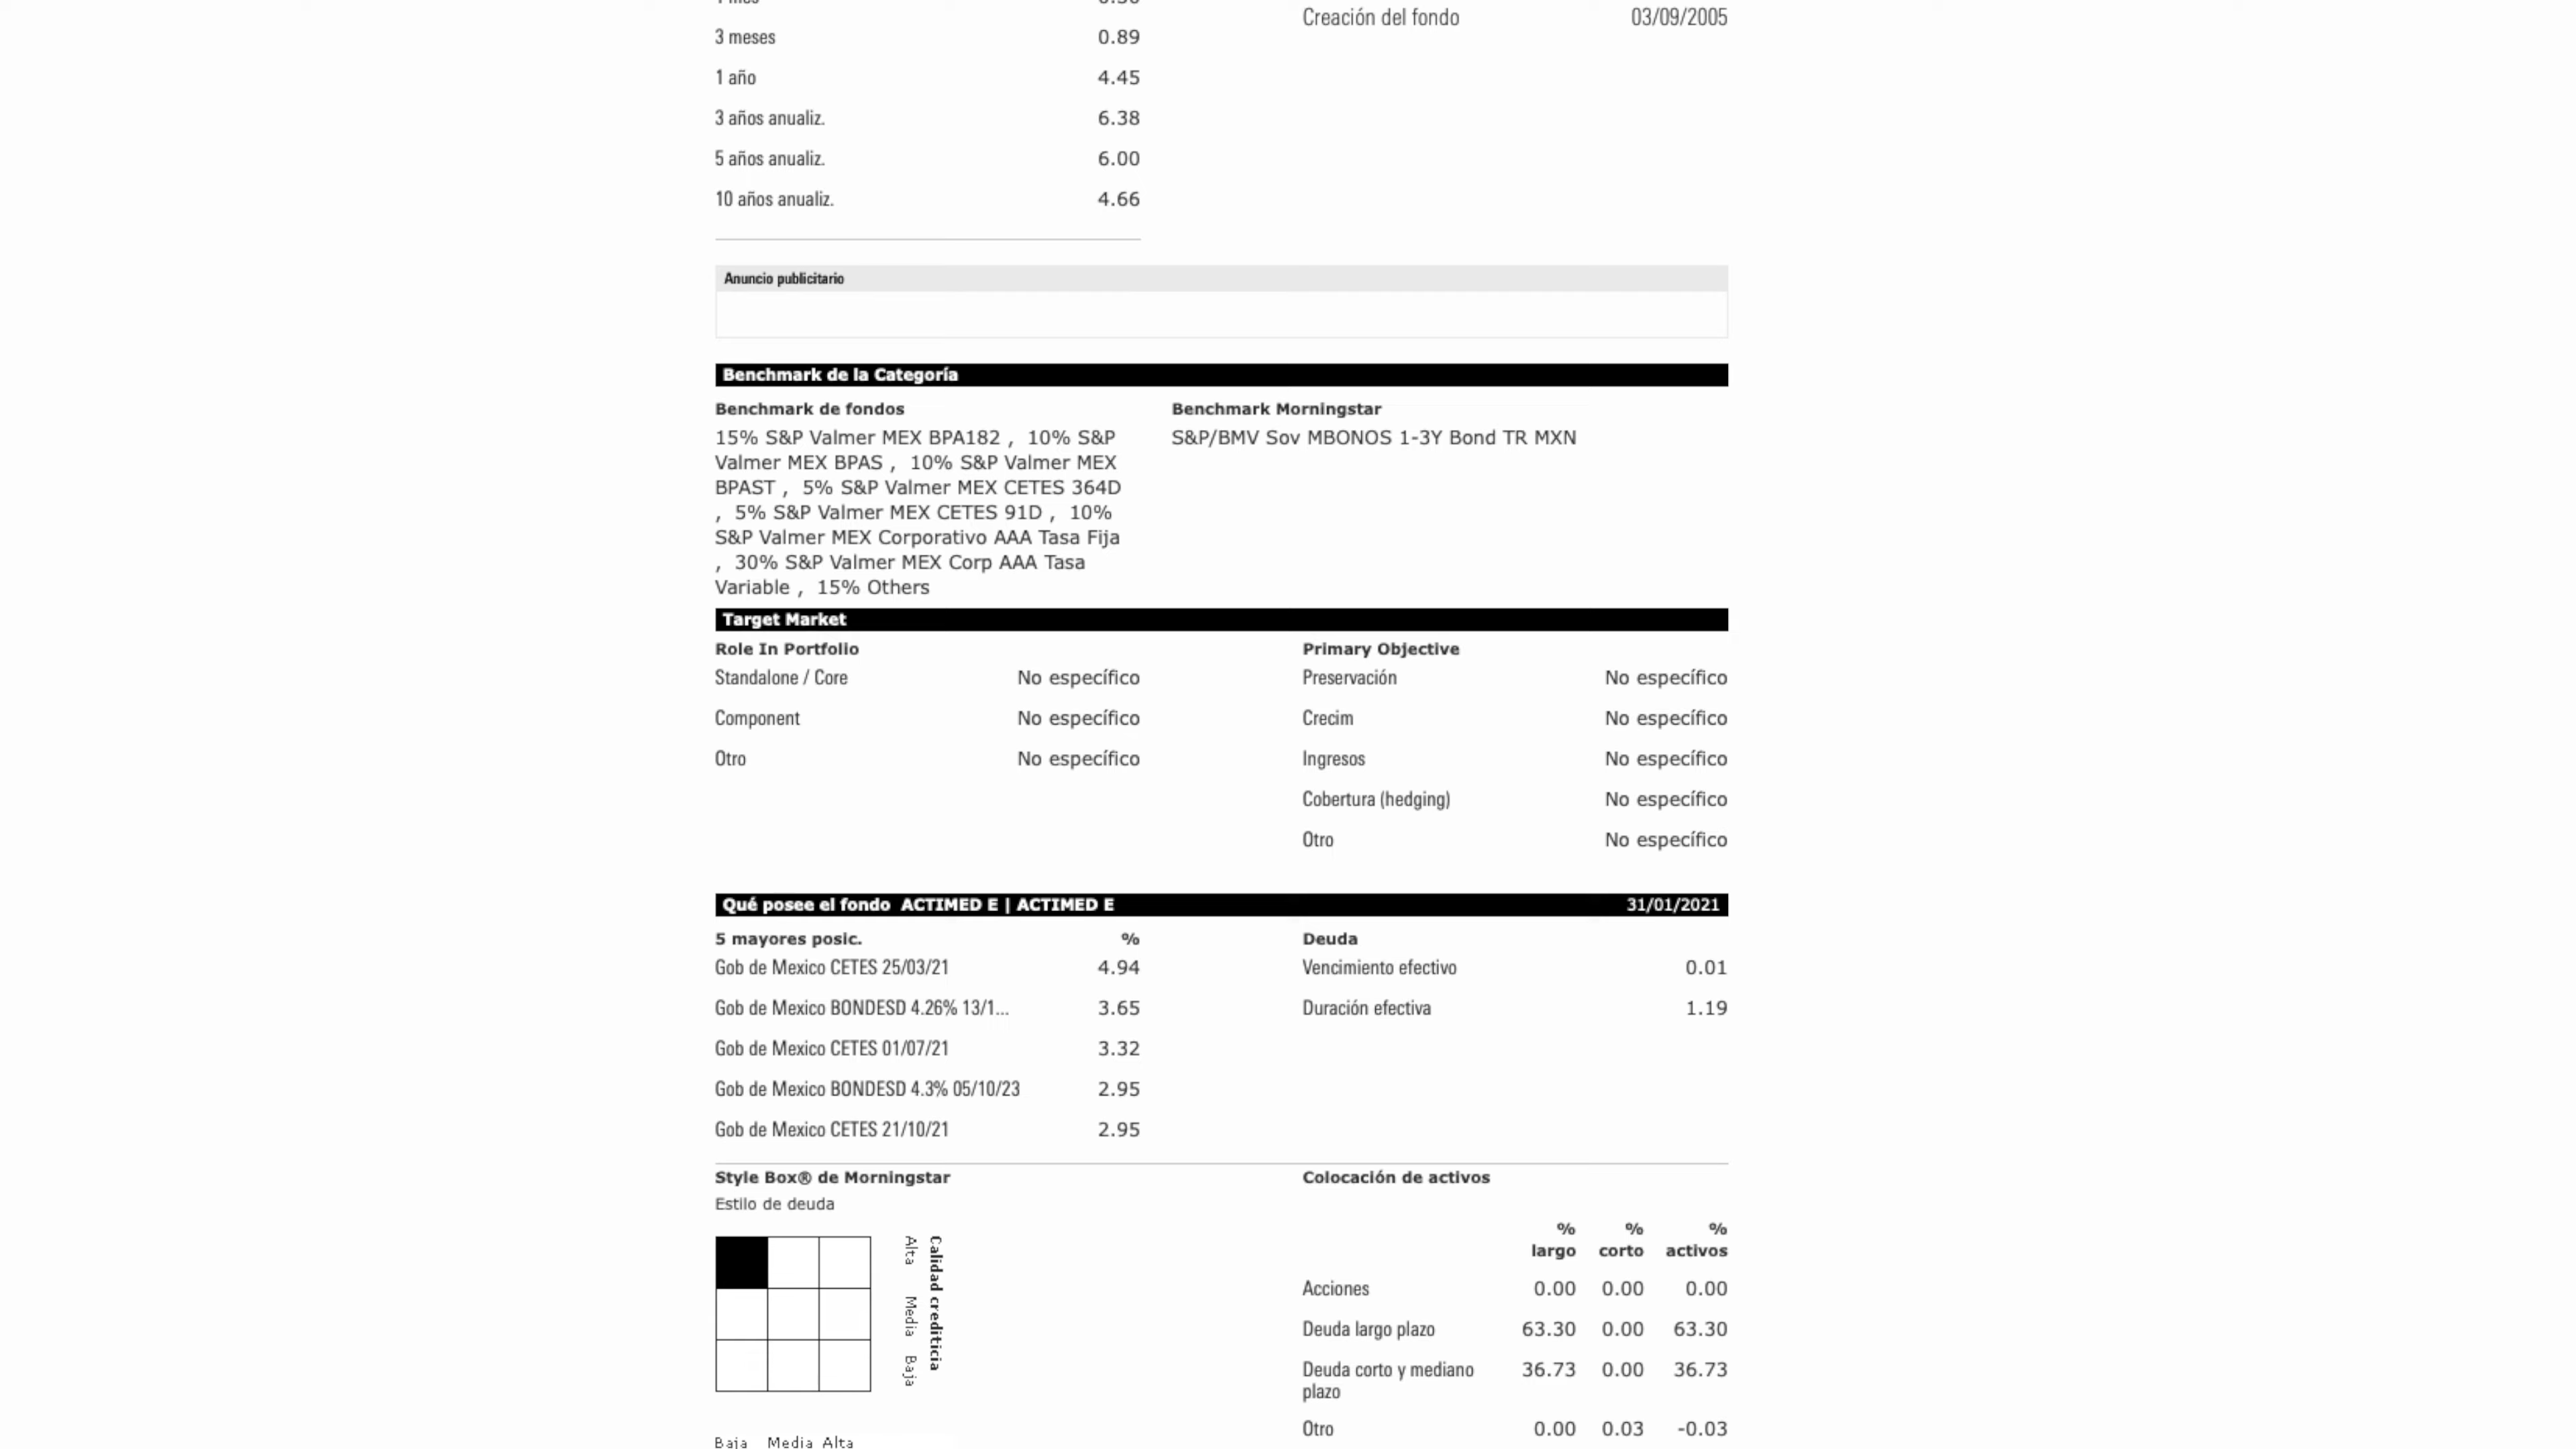 Creación del fondo 03/09/2005
3 meses 0.89
1 año 4.45
3 años anualiz. 6.38
5 años anualiz. 6.00
10 años anualiz. 4.66
Anuncio publicitario
Benchmark de la Categoría
Benchmark de fondos
15% S&P Valmer MEX BPA182 , 10% S&P
Valmer MEX BPAS , 10% S&P Valmer MEX
BPAST , 5% S&P Valmer MEX CETES 364D
, 5% S&P Valmer MEX CETES 91D , 10%
S&P Valmer MEX Corporativo AAA Tasa Fija
, 30% S&P Valmer MEX Corp AAA Tasa
Variable , 15% Others
Benchmark Morningstar
S&P/BMV Sov MBONOS 1-3Y Bond TR MXN
Target Market
Role In Portfolio
Standalone / Core No específico
Component No específico
Otro No específico
Primary Objective
Preservación No específico
Crecim No específico
Ingresos No específico
Cobertura (hedging) No específico
Otro No específico
Qué posee el fondo ACTIMED E | ACTIMED E 31/01/2021
5 mayores posic. %
Gob de Mexico CETES 25/03/21 4.94
Gob de Mexico BONDESD 4.26% 13/1... 3.65
Gob de Mexico CETES 01/07/21 3.32
Gob de Mexico BONDESD 4.3% 05/10/23 2.95
Gob de Mexico CETES 21/10/21 2.95
Deuda
Vencimiento efectivo 0.01
Duración efectiva 1.19
Style Box® de Morningstar
Estilo de deuda
Calidad crediticia
Alta Media Baja
Baja Media Alta
Colocación de activos
% % %
largo corto activos
Acciones 0.00 0.00 0.00
Deuda largo plazo 63.30 0.00 63.30
Deuda corto y mediano 36.73 0.00 36.73
plazo
Otro 0.00 0.03 -0.03